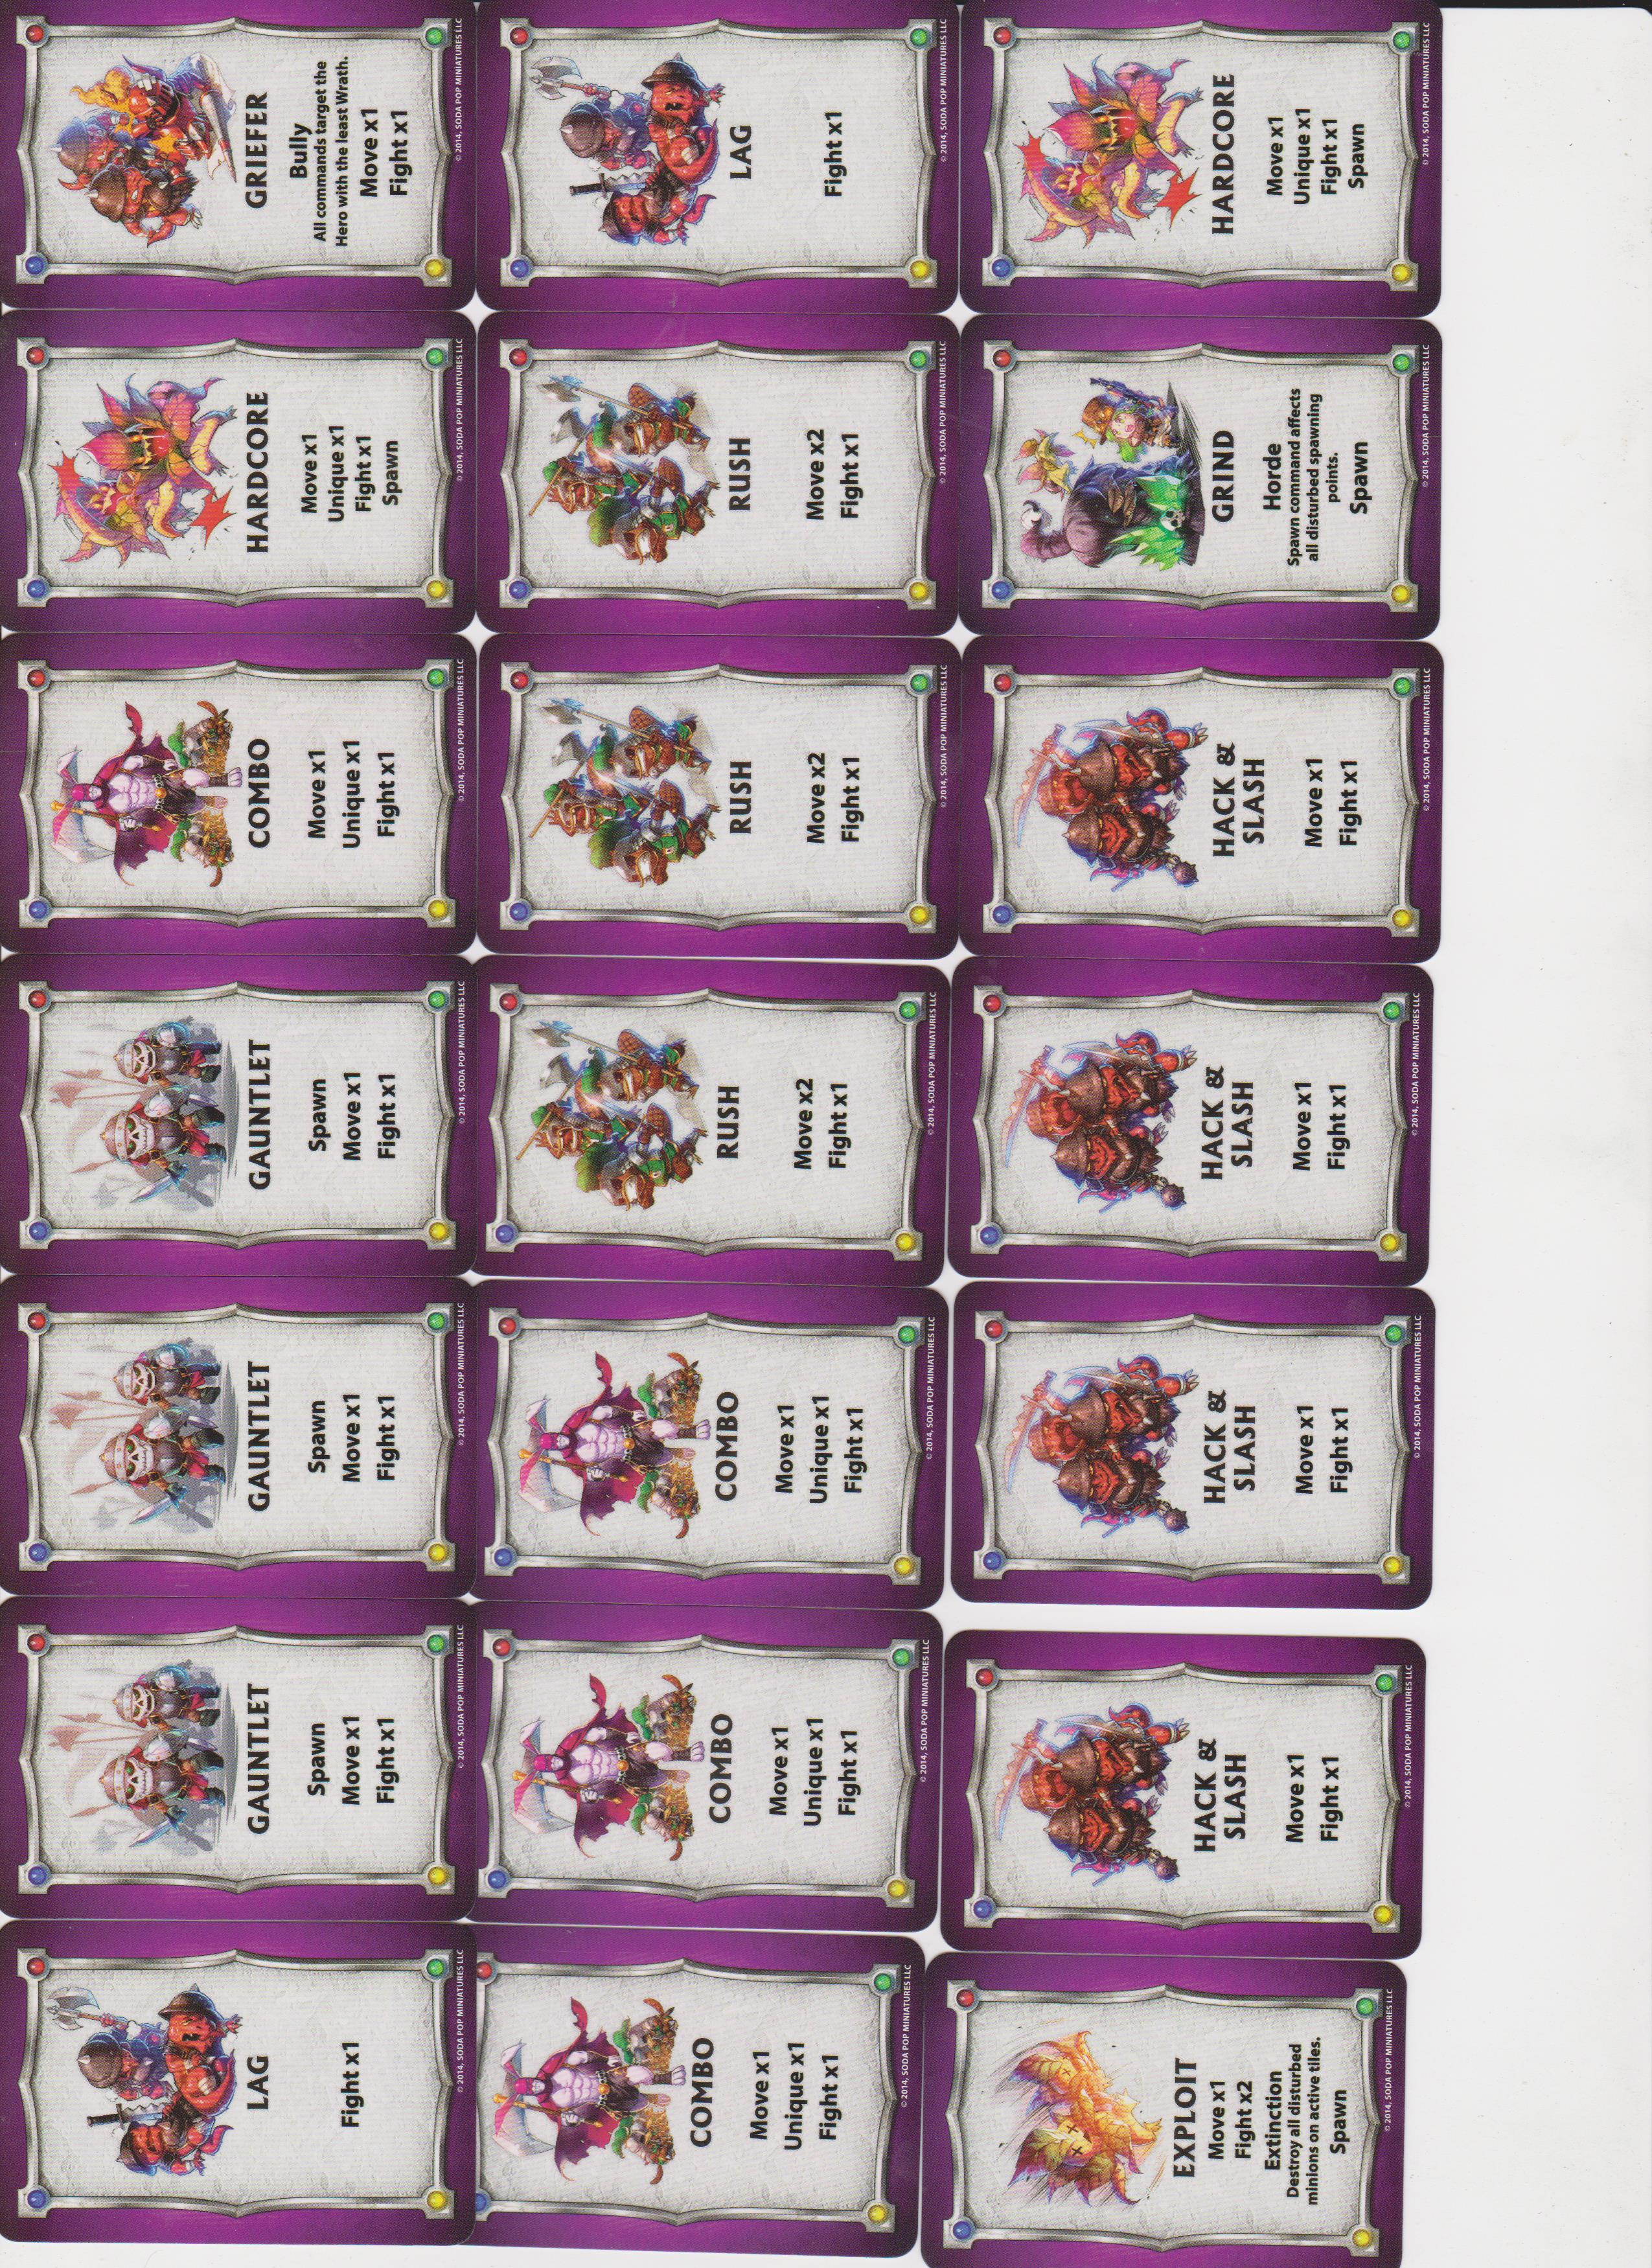 LAG
Fight x1
© 2014, SODA POP MINIATURES LLC
GAUNTLET
Spawn
Move x1
Fight x1
© 2014, SODA POP MINIATURES LLC
GAUNTLET
Spawn
Move x1
Fight x1
© 2014, SODA POP MINIATURES LLC
GAUNTLET
Spawn
Move x1
Fight x1
© 2014, SODA POP MINIATURES LLC
COMBO
Move x1
Unique x1
Fight x1
© 2014, SODA POP MINIATURES LLC
HARDCORE
Move x1
Unique x1
Fight x1
Spawn
© 2014, SODA POP MINIATURES LLC
GRIEFER
Bully
All commands target the
Hero with the least Wrath.
Move x1
Fight x1
© 2014, SODA POP MINIATURES LLC
COMBO
Move x1
Unique x1
Fight x1
© 2014, SODA POP MINIATURES LLC
COMBO
Move x1
Unique x1
Fight x1
© 2014, SODA POP MINIATURES LLC
COMBO
Move x1
Unique x1
Fight x1
© 2014, SODA POP MINIATURES LLC
RUSH
Move x2
Fight x1
© 2014, SODA POP MINIATURES LLC
RUSH
Move x2
Fight x1
© 2014, SODA POP MINIATURES LLC
RUSH
Move x2
Fight x1
© 2014, SODA POP MINIATURES LLC
LAG
Fight x1
© 2014, SODA POP MINIATURES LLC
EXPLOIT
Move x1
Fight x2
Extinction
Destroy all disturbed
minions on active tiles.
Spawn
© 2014, SODA POP MINIATURES LLC
HACK &
SLASH
Move x1
Fight x1
© 2014, SODA POP MINIATURES LLC
HACK &
SLASH
Move x1
Fight x1
© 2014, SODA POP MINIATURES LLC
HACK &
SLASH
Move x1
Fight x1
© 2014, SODA POP MINIATURES LLC
HACK &
SLASH
Move x1
Fight x1
© 2014, SODA POP MINIATURES LLC
GRIND
Horde
Spawn command affects
all disturbed spawning
points.
Spawn
© 2014, SODA POP MINIATURES LLC
HARDCORE
Move x1
Unique x1
Fight x1
Spawn
© 2014, SODA POP MINIATURES LLC